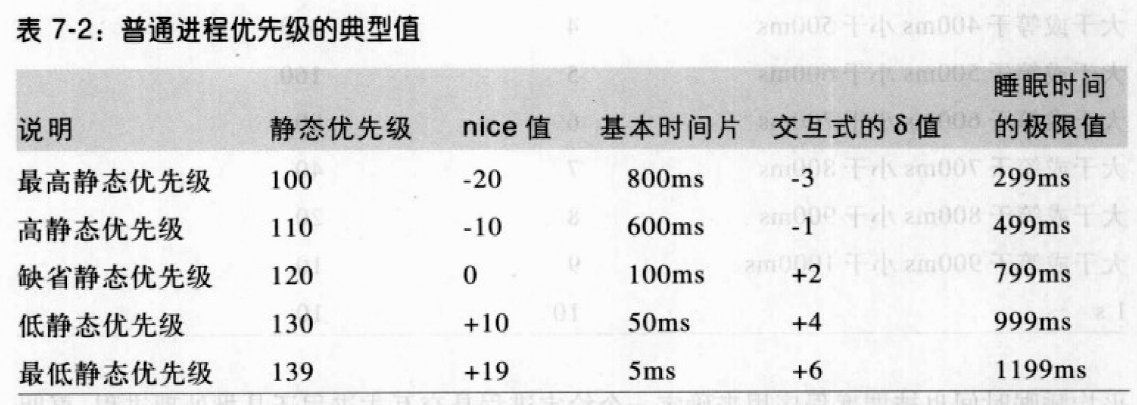 表 7-2：普通进程优先级的典型值
说明 静态优先级 nice 值 基本时间片 交互式的 δ 值 睡眠时间的极限值
最高静态优先级 100 -20 800ms -3 299ms
高静态优先级 110 -10 600ms -1 499ms
缺省静态优先级 120 0 100ms +2 799ms
低静态优先级 130 +10 50ms +4 999ms
最低静态优先级 139 +19 5ms +6 1199ms